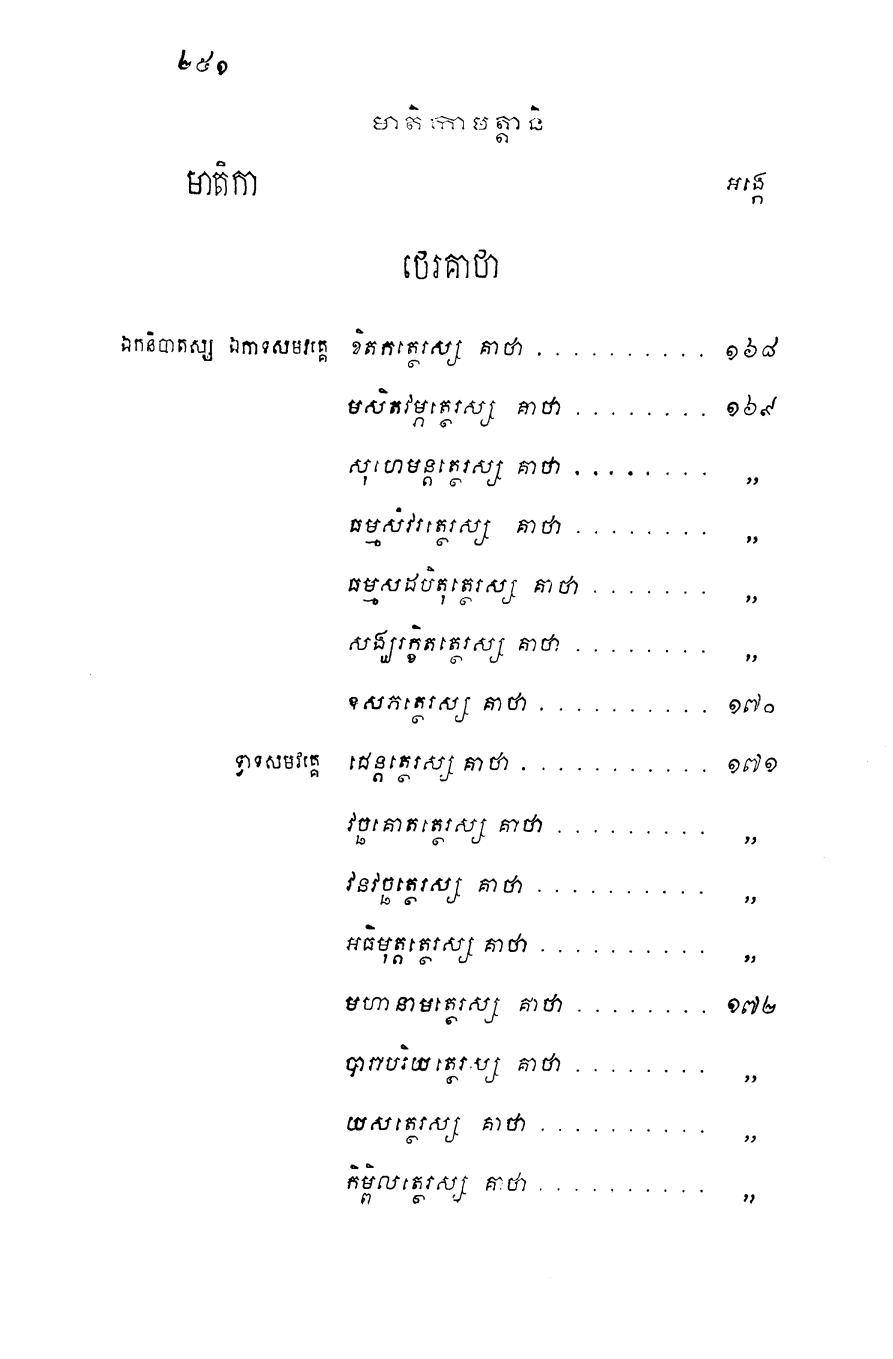 ២៥១
មាតិកោមត្តានិ
មាតិកា អង្កេ
ថេរគាថា
ឯកនិបាតស្ស ឯកាទសមវគ្គេ ខិតកត្ថេរស្ស គាថា . . . . . . . . . . ១៦៨
មសិតវម្ភត្ថេរស្ស គាថា . . . . . . . . ១៦៩
សុហេមន្តត្ថេរស្ស គាថា . . . . . . . . ,,
ធម្មសំវរត្ថេរស្ស គាថា . . . . . . . . ,,
ធម្មសដបិតុត្ថេរស្ស គាថា . . . . . . . ,,
សង្ឃរក្ខិតត្ថេរស្ស គាថា . . . . . . . . ,,
ឧសភត្ថេរស្ស គាថា . . . . . . . . . . ១៧០
ទ្វាទសមវគ្គេ ជេន្តត្ថេរស្ស គាថា . . . . . . . . . . . ១៧១
វច្ឆគោតត្ថេរស្ស គាថា . . . . . . . . . ,,
វនវច្ឆត្ថេរស្ស គាថា . . . . . . . . . . ,,
អធិមុត្តត្ថេរស្ស គាថា . . . . . . . . . . ,,
មហានាមត្ថេរស្ស គាថា . . . . . . . . ១៧២
បារាបរិយត្ថេរស្ស គាថា . . . . . . . . ,,
យសត្ថេរស្ស គាថា . . . . . . . . . . ,,
កិម្ពិលត្ថេរស្ស គាថា . . . . . . . . . . ,,